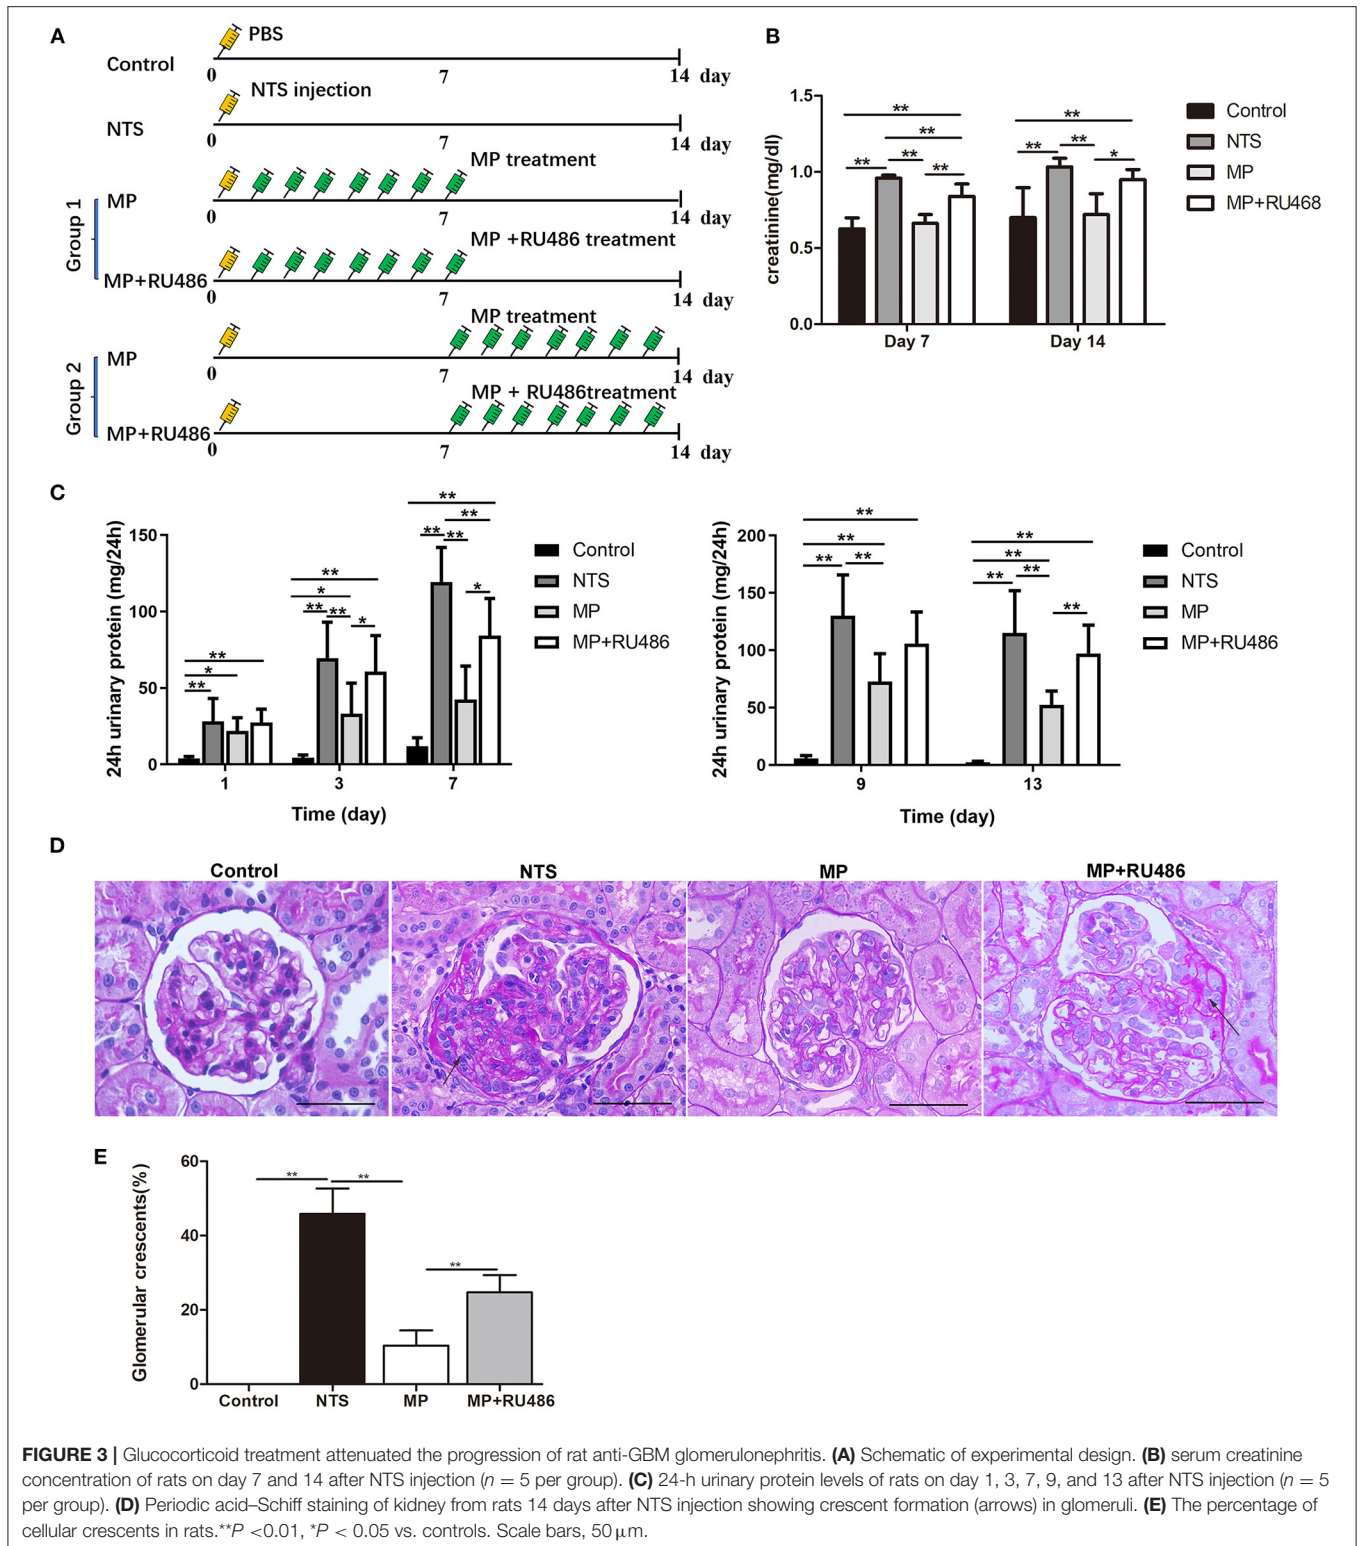 A
Control
PBS
0 7 14 day
NTS
NTS injection
0 7 14 day
Group 1
MP
MP treatment
0 7 14 day
MP+RU486
MP +RU486 treatment
0 7 14 day
Group 2
MP
MP treatment
0 7 14 day
MP+RU486
MP + RU486treatment
0 7 14 day
B
creatinine(mg/dl)
1.5
1.0
0.5
0.0
** ** ** ** **
** ** ** *
Day 7 Day 14
Control
NTS
MP
MP+RU468
C
24h urinary protein (mg/24h)
150
100
50
0
** * **
** * ** ** *
** ** ** ** *
1 3 7
Time (day)
Control
NTS
MP
MP+RU486
24h urinary protein (mg/24h)
200
150
100
50
0
** ** ** **
** ** ** ** **
9 13
Time (day)
Control
NTS
MP
MP+RU486
D
Control NTS MP MP+RU486
E
Glomerular crescents(%)
60
40
20
0
** ** **
Control NTS MP MP+RU486
FIGURE 3 | Glucocorticoid treatment attenuated the progression of rat anti-GBM glomerulonephritis. (A) Schematic of experimental design. (B) serum creatinine
concentration of rats on day 7 and 14 after NTS injection (n = 5 per group). (C) 24-h urinary protein levels of rats on day 1, 3, 7, 9, and 13 after NTS injection (n = 5
per group). (D) Periodic acid–Schiff staining of kidney from rats 14 days after NTS injection showing crescent formation (arrows) in glomeruli. (E) The percentage of
cellular crescents in rats.**P <0.01, *P < 0.05 vs. controls. Scale bars, 50 μm.